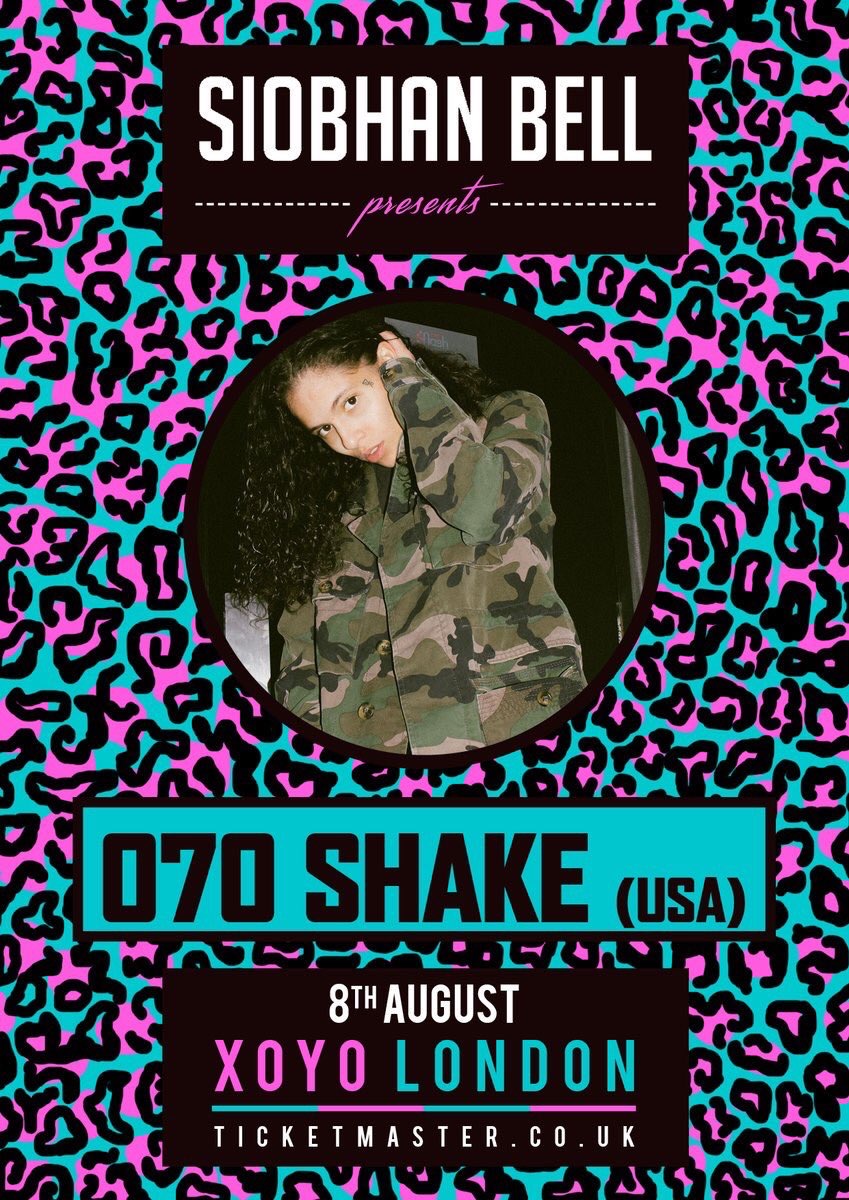 SIOBHAN BELL
presents
070 SHAKE (USA)
8TH AUGUST
XOYO LONDON
TICKETMASTER.CO.UK